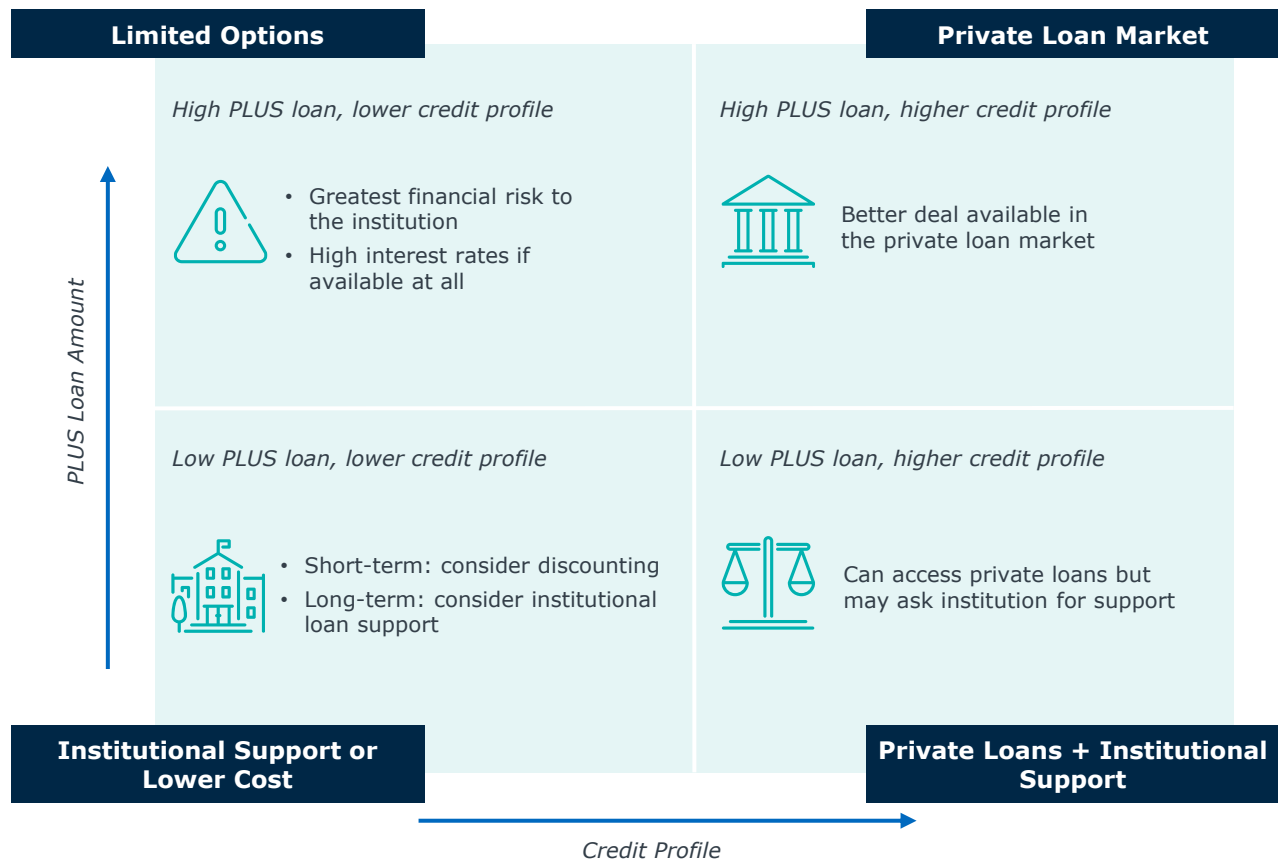 Limited Options
Private Loan Market
High PLUS loan, lower credit profile
• Greatest financial risk to
the institution
• High interest rates if
available at all
High PLUS loan, higher credit profile
Better deal available in
the private loan market
PLUS Loan Amount
Low PLUS loan, lower credit profile
• Short-term: consider discounting
• Long-term: consider institutional
loan support
Low PLUS loan, higher credit profile
Can access private loans but
may ask institution for support
Institutional Support or
Lower Cost
Private Loans + Institutional
Support
Credit Profile